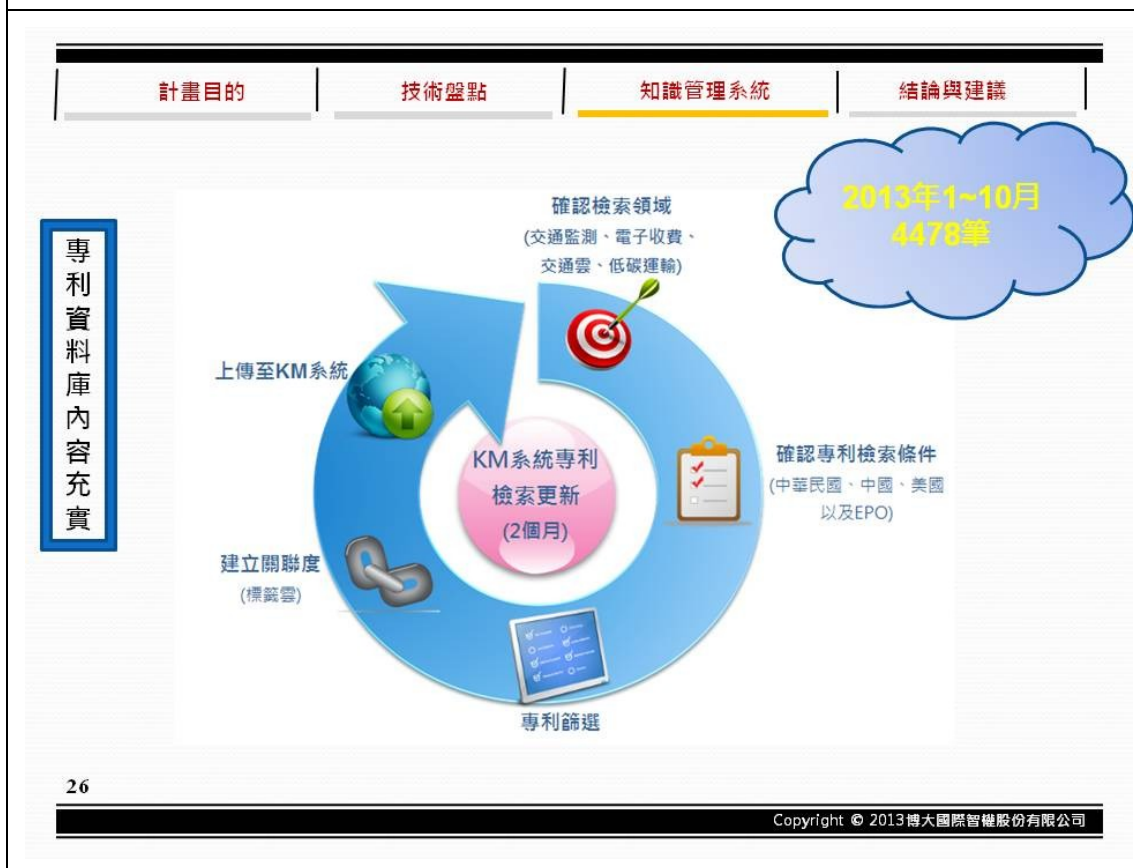 計畫目的
技術盤點
知識管理系統
結論與建議
2013年1~10月
4478筆
專利資料庫內容充實
確認檢索領域
(交通監測、電子收費、
交通雲、低碳運輸)
確認專利檢索條件
(中華民國、中國、美國
以及EPO)
專利篩選
建立關聯度
(標籤雲)
上傳至KM系統
KM系統專利
檢索更新
(2個月)
26
Copyright © 2013博大國際智權股份有限公司